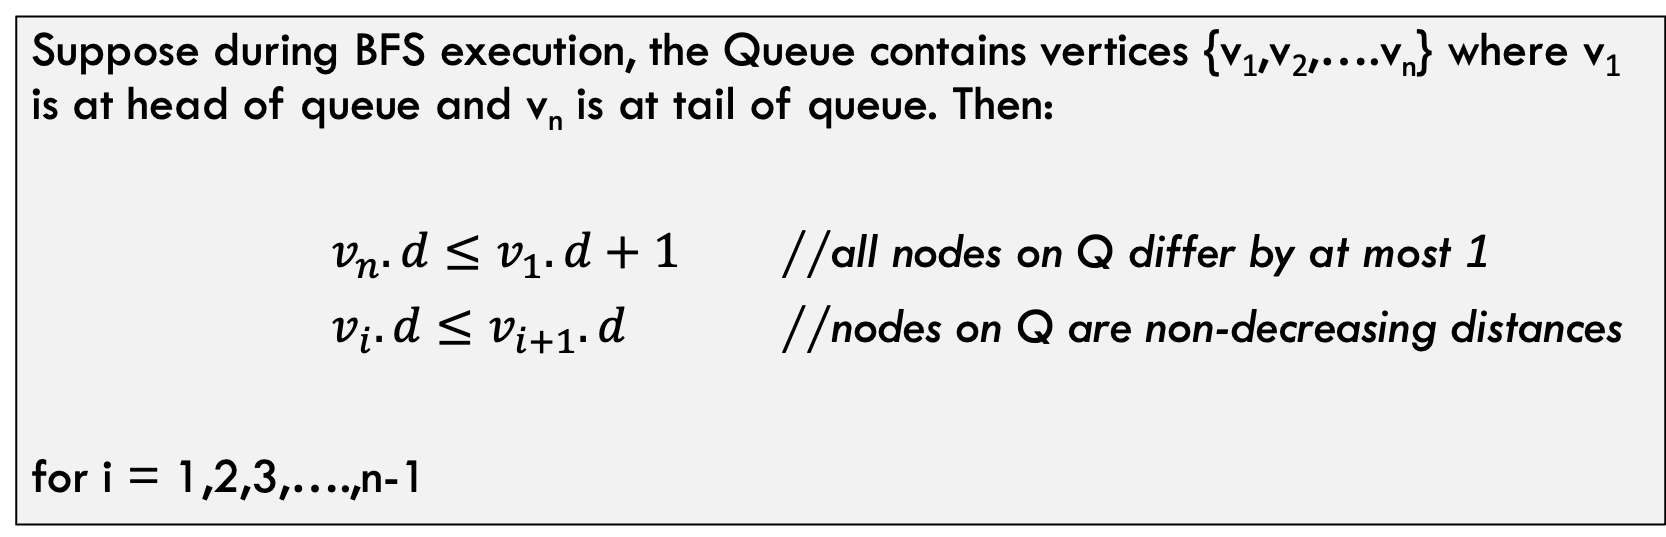 Suppose during BFS execution, the Queue contains vertices {v₁,v₂,….vₙ} where v₁
is at head of queue and vₙ is at tail of queue. Then:
vₙ.d ≤ v₁.d + 1 //all nodes on Q differ by at most 1
vᵢ.d ≤ vᵢ₊₁.d //nodes on Q are non-decreasing distances
for i = 1,2,3,….,n-1